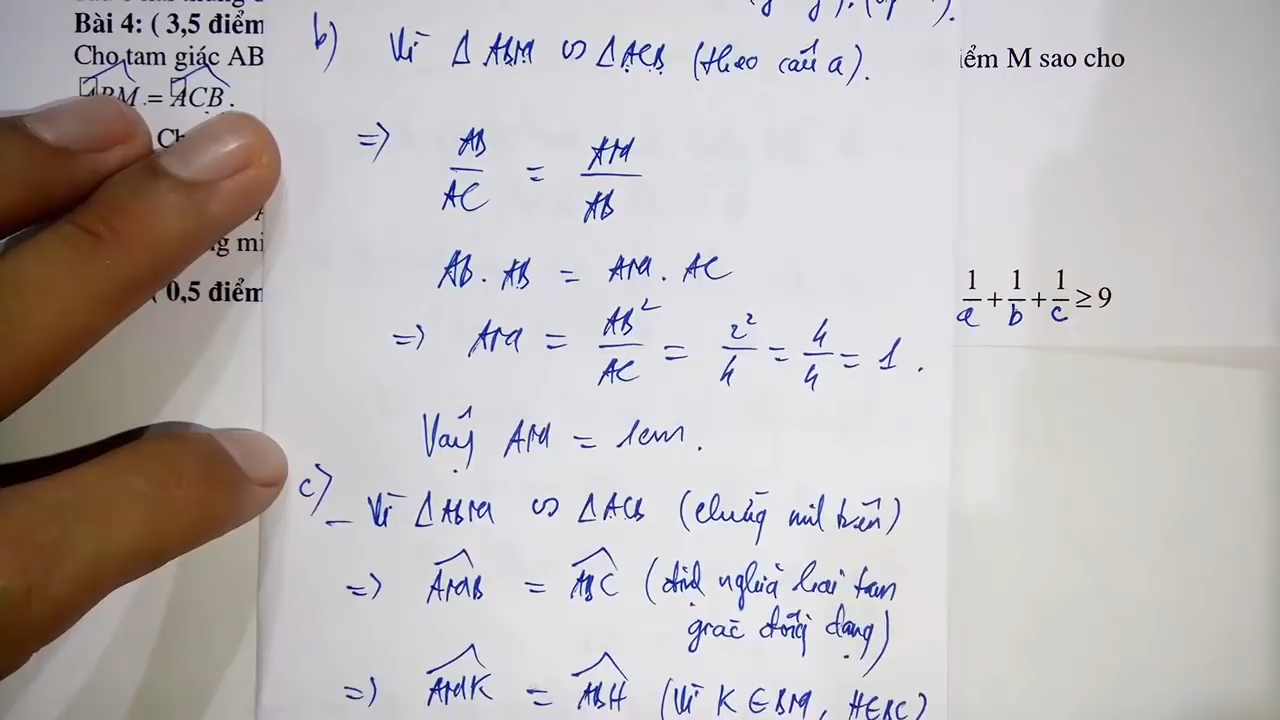 Bài 4: ( 3,5 điểm
Cho tam giác AB
iểm M sao cho
ABM = ACB.
Ch
g mi
( 0,5 điểm
1/a + 1/b + 1/c ≥ 9
b) Vì Δ ABM ∽ Δ ACB (theo câu a).
=> AB/AC = AM/AB
AB . AB = AM . AC
=> AM = AB²/AC = 2²/4 = 4/4 = 1 .
Vậy AM = 1cm.
c) _ Vì Δ ABM ∽ Δ ACB (chứng minh trên)
=> AMB = ABC (định nghĩa hai tam
giác đồng dạng)
=> AMK = ABH (Vì K ∈ BM, H ∈ BC)